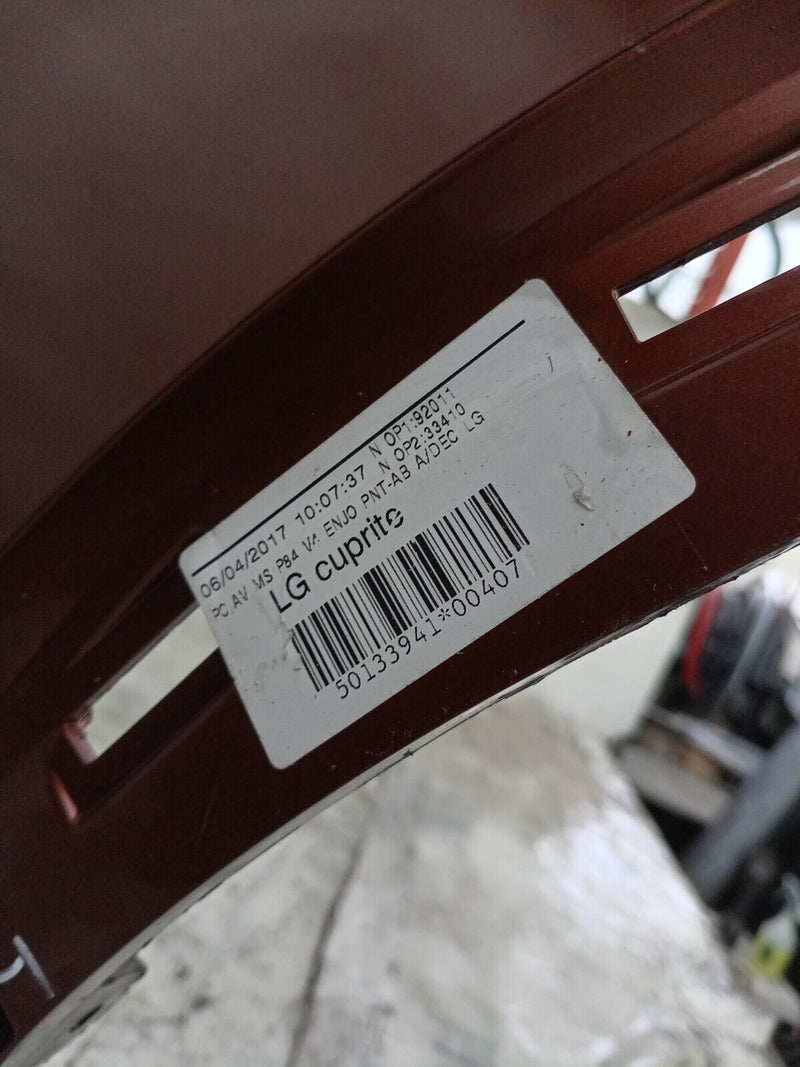 06/04/2017 10:07:37 N OP1:92011
N OP2:33410
PC.AV MS P84 V4 ENJO PNT-AB A/DEC LG
LG cuprite
50133941*00407